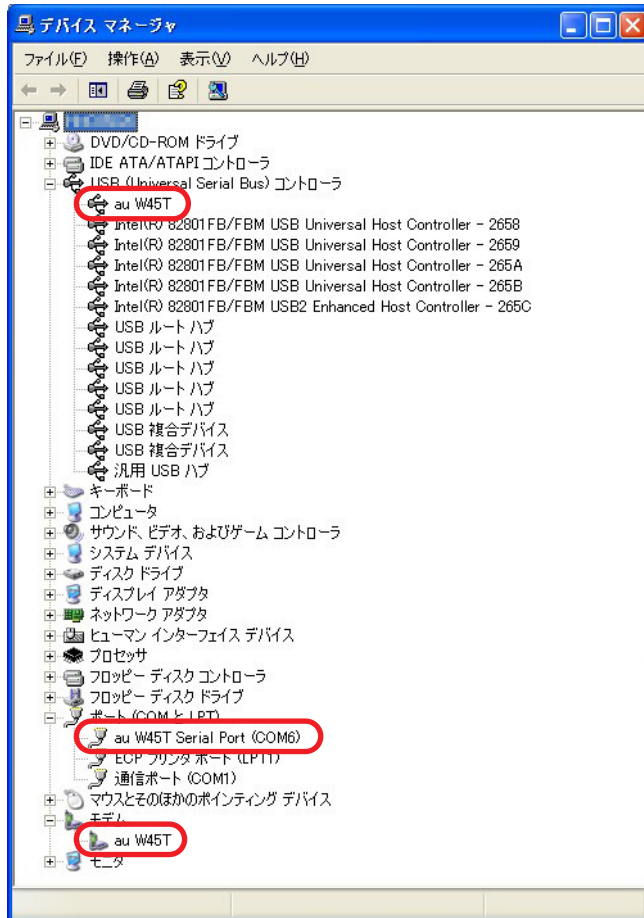 デバイス マネージャ
ファイル(F) 操作(A) 表示(V) ヘルプ(H)
DVD/CD-ROM ドライブ
IDE ATA/ATAPI コントローラ
USB (Universal Serial Bus) コントローラ
au W45T
Intel(R) 82801FB/FBM USB Universal Host Controller - 2658
Intel(R) 82801FB/FBM USB Universal Host Controller - 2659
Intel(R) 82801FB/FBM USB Universal Host Controller - 265A
Intel(R) 82801FB/FBM USB Universal Host Controller - 265B
Intel(R) 82801FB/FBM USB2 Enhanced Host Controller - 265C
USB ルート ハブ
USB ルート ハブ
USB ルート ハブ
USB ルート ハブ
USB ルート ハブ
USB 複合デバイス
USB 複合デバイス
汎用 USB ハブ
キーボード
コンピュータ
サウンド、ビデオ、およびゲーム コントローラ
システム デバイス
ディスク ドライブ
ディスプレイ アダプタ
ネットワーク アダプタ
ヒューマン インターフェイス デバイス
プロセッサ
フロッピー ディスク コントローラ
フロッピー ディスク ドライブ
ポート (COM と LPT)
au W45T Serial Port (COM6)
ECP プリンタ ポート (LPT1)
通信ポート (COM1)
マウスとそのほかのポインティング デバイス
モデム
au W45T
モニタ